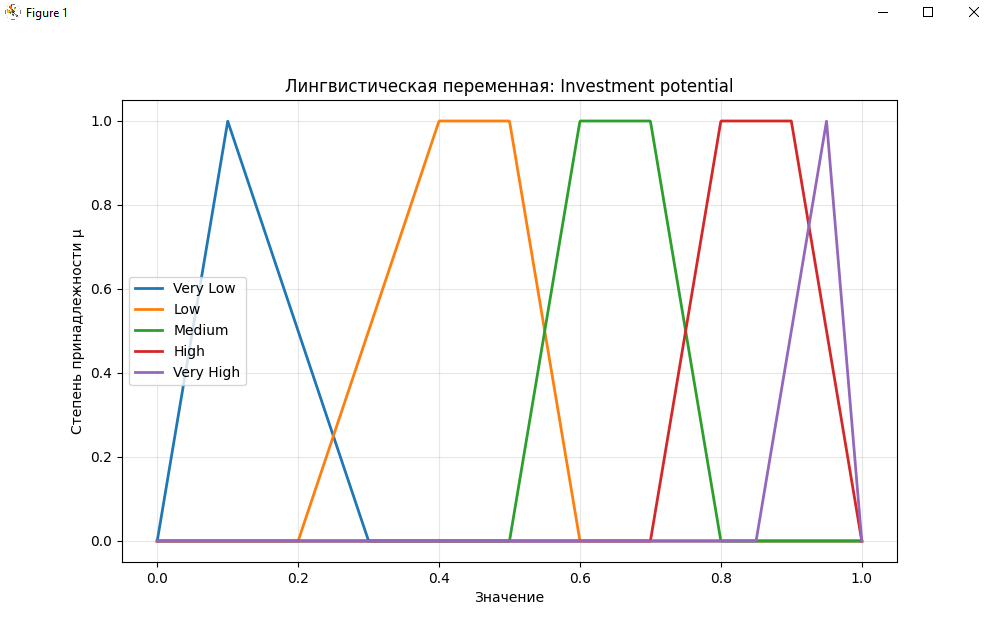 Figure 1
Лингвистическая переменная: Investment potential
Степень принадлежности μ
1.0
0.8
0.6
0.4
0.2
0.0
Very Low
Low
Medium
High
Very High
0.0 0.2 0.4 0.6 0.8 1.0
Значение